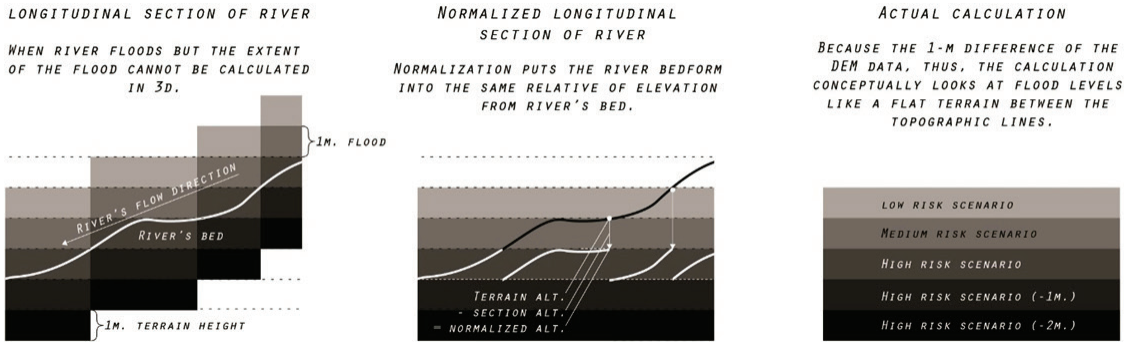 LONGITUDINAL SECTION OF RIVER
WHEN RIVER FLOODS BUT THE EXTENT
OF THE FLOOD CANNOT BE CALCULATED
IN 3D.
1M. FLOOD
RIVER'S FLOW DIRECTION
RIVER'S BED
1M. TERRAIN HEIGHT
NORMALIZED LONGITUDINAL
SECTION OF RIVER
NORMALIZATION PUTS THE RIVER BEDFORM
INTO THE SAME RELATIVE OF ELEVATION
FROM RIVER'S BED.
TERRAIN ALT.
- SECTION ALT.
= NORMALIZED ALT.
ACTUAL CALCULATION
BECAUSE THE 1-M DIFFERENCE OF THE
DEM DATA, THUS, THE CALCULATION
CONCEPTUALLY LOOKS AT FLOOD LEVELS
LIKE A FLAT TERRAIN BETWEEN THE
TOPOGRAPHIC LINES.
LOW RISK SCENARIO
MEDIUM RISK SCENARIO
HIGH RISK SCENARIO
HIGH RISK SCENARIO (-1M.)
HIGH RISK SCENARIO (-2M.)